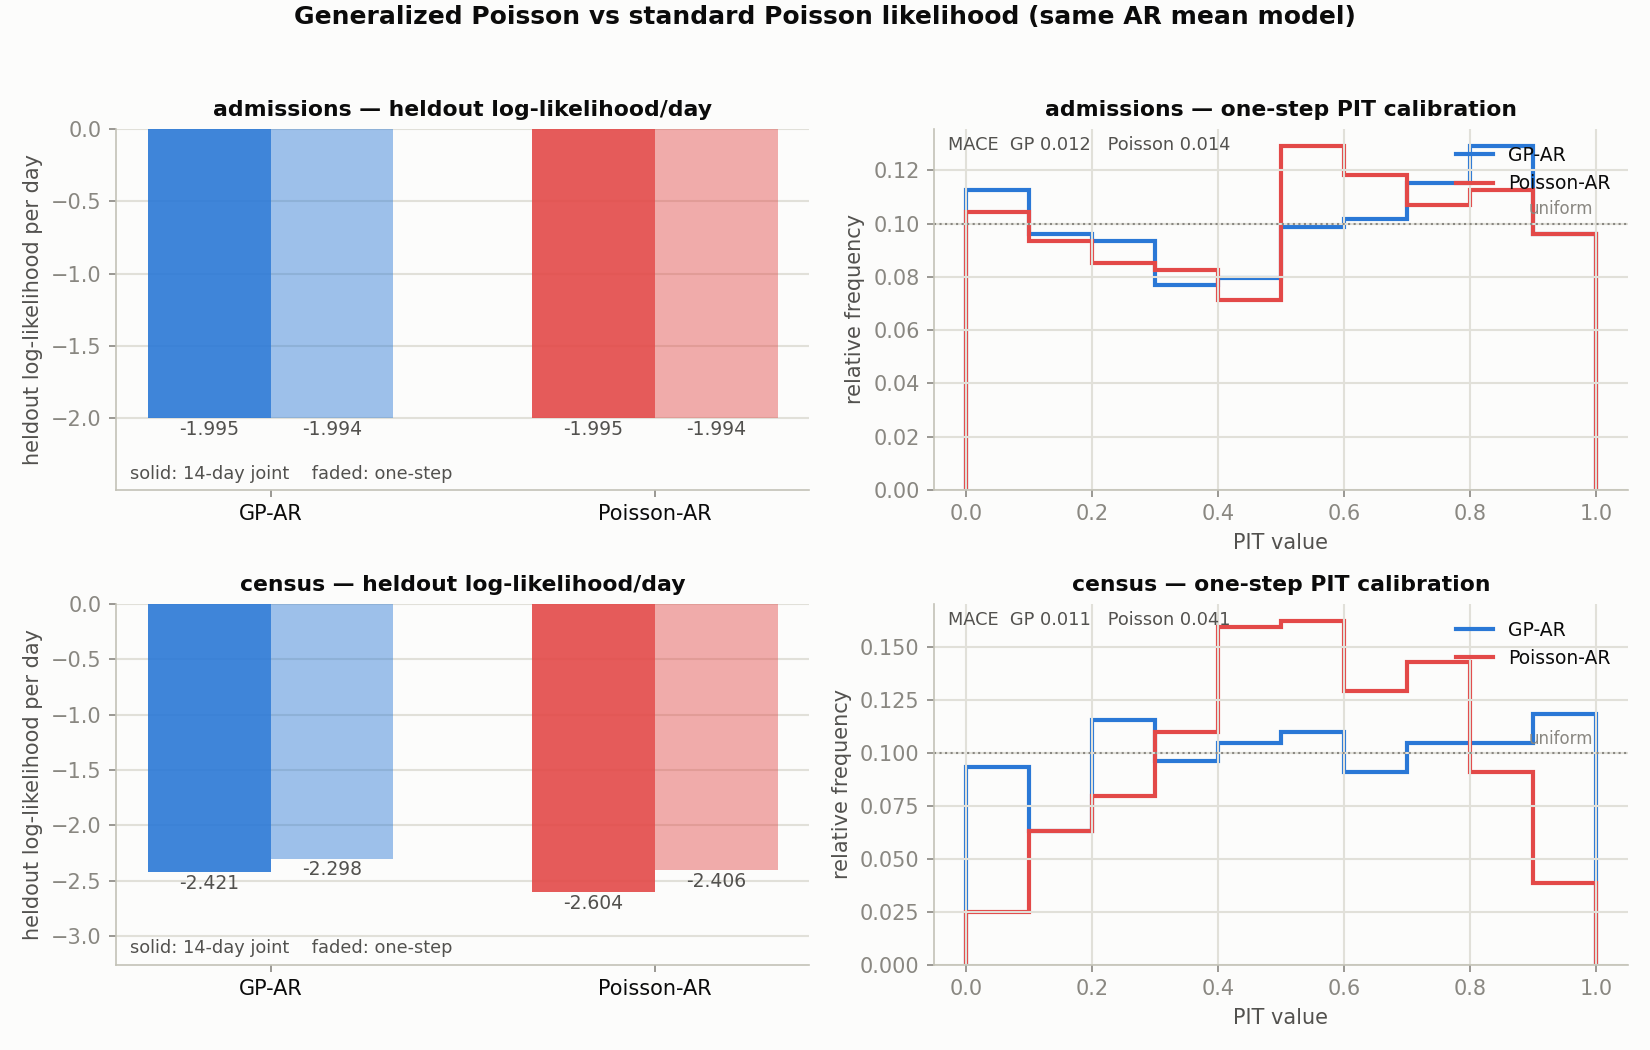 Generalized Poisson vs standard Poisson likelihood (same AR mean model)
admissions — heldout log-likelihood/day
heldout log-likelihood per day
0.0
−0.5
−1.0
−1.5
−2.0
-1.995
-1.994
-1.995
-1.994
solid: 14-day joint    faded: one-step
GP-AR
Poisson-AR
admissions — one-step PIT calibration
MACE  GP 0.012   Poisson 0.014
GP-AR
Poisson-AR
uniform
relative frequency
0.12
0.10
0.08
0.06
0.04
0.02
0.00
0.0
0.2
0.4
0.6
0.8
1.0
PIT value
census — heldout log-likelihood/day
heldout log-likelihood per day
0.0
−0.5
−1.0
−1.5
−2.0
−2.5
−3.0
-2.421
-2.298
-2.604
-2.406
solid: 14-day joint    faded: one-step
GP-AR
Poisson-AR
census — one-step PIT calibration
MACE  GP 0.011   Poisson 0.041
GP-AR
Poisson-AR
uniform
relative frequency
0.150
0.125
0.100
0.075
0.050
0.025
0.000
0.0
0.2
0.4
0.6
0.8
1.0
PIT value